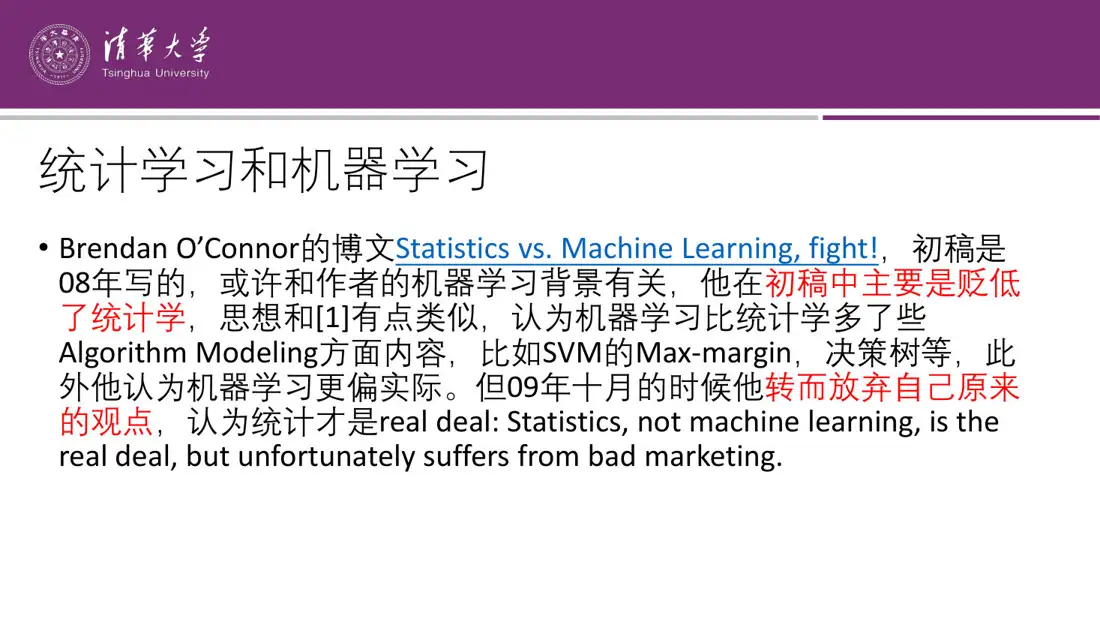 清华大学
Tsinghua University
统计学习和机器学习
• Brendan O’Connor的博文Statistics vs. Machine Learning, fight!，初稿是
08年写的，或许和作者的机器学习背景有关，他在初稿中主要是贬低
了统计学，思想和[1]有点类似，认为机器学习比统计学多了些
Algorithm Modeling方面内容，比如SVM的Max-margin，决策树等，此
外他认为机器学习更偏实际。但09年十月的时候他转而放弃自己原来
的观点，认为统计才是real deal: Statistics, not machine learning, is the
real deal, but unfortunately suffers from bad marketing.